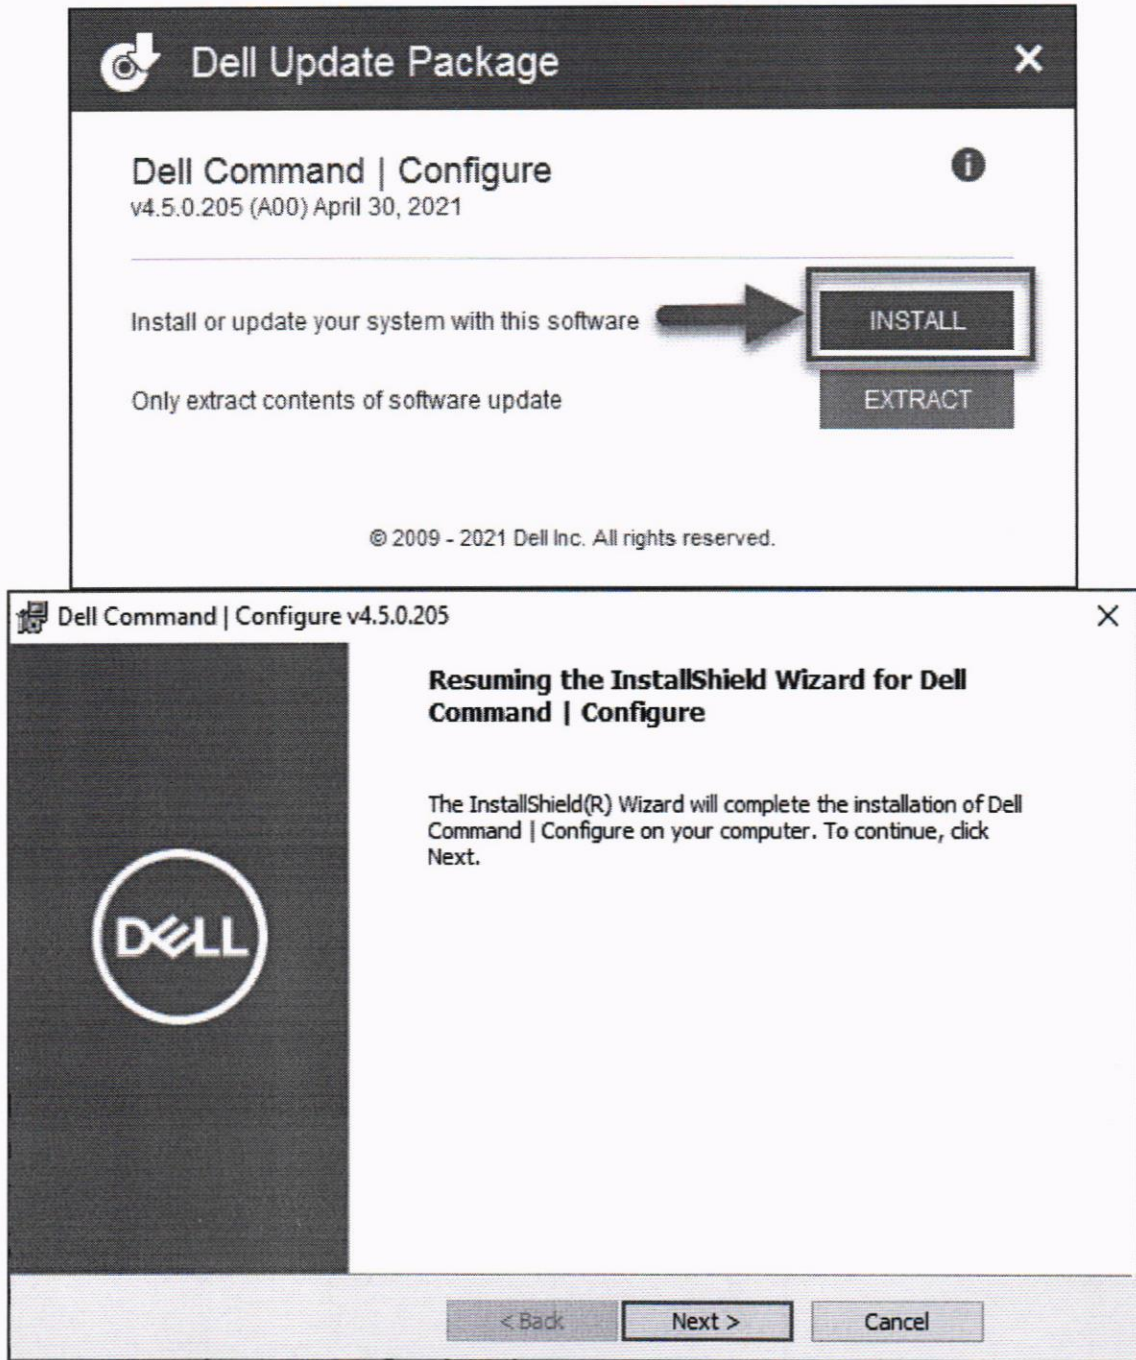 Dell Update Package
Dell Command | Configure
v4.5.0.205 (A00) April 30, 2021
Install or update your system with this software
INSTALL
Only extract contents of software update
EXTRACT
© 2009 - 2021 Dell Inc. All rights reserved.
Dell Command | Configure v4.5.0.205
Resuming the InstallShield Wizard for Dell
Command | Configure
The InstallShield(R) Wizard will complete the installation of Dell
Command | Configure on your computer. To continue, click
Next.
DELL
< Back
Next >
Cancel